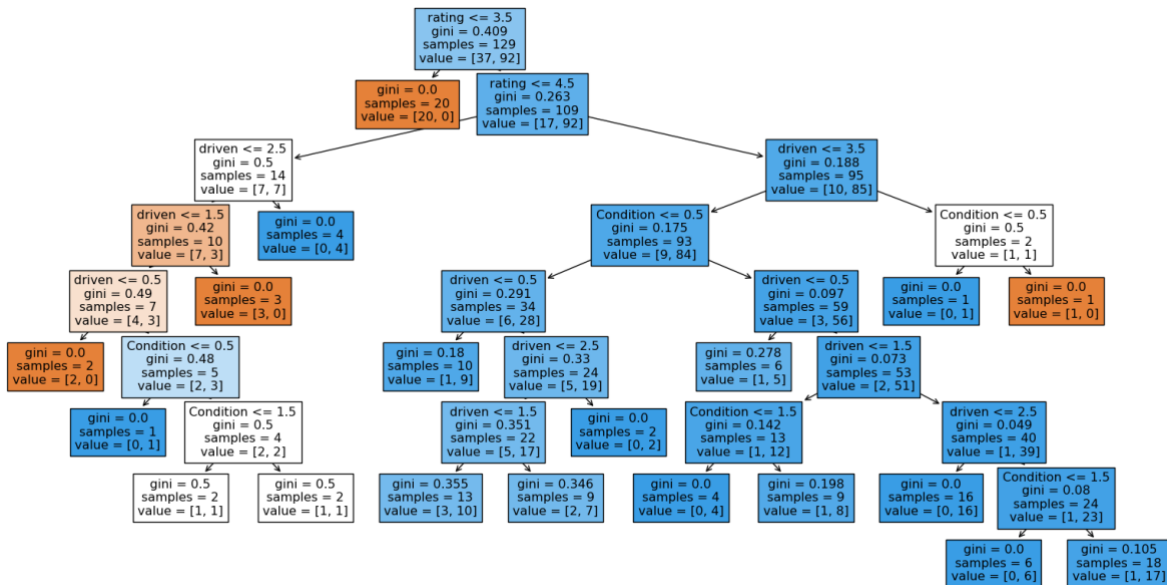 rating <= 3.5
gini = 0.409
samples = 129
value = [37, 92]
gini = 0.0
samples = 20
value = [20, 0]
rating <= 4.5
gini = 0.263
samples = 109
value = [17, 92]
driven <= 2.5
gini = 0.5
samples = 14
value = [7, 7]
driven <= 3.5
gini = 0.188
samples = 95
value = [10, 85]
driven <= 1.5
gini = 0.42
samples = 10
value = [7, 3]
gini = 0.0
samples = 4
value = [0, 4]
Condition <= 0.5
gini = 0.175
samples = 93
value = [9, 84]
Condition <= 0.5
gini = 0.5
samples = 2
value = [1, 1]
driven <= 0.5
gini = 0.49
samples = 7
value = [4, 3]
gini = 0.0
samples = 3
value = [3, 0]
driven <= 0.5
gini = 0.291
samples = 34
value = [6, 28]
driven <= 0.5
gini = 0.097
samples = 59
value = [3, 56]
gini = 0.0
samples = 1
value = [0, 1]
gini = 0.0
samples = 1
value = [1, 0]
gini = 0.0
samples = 2
value = [2, 0]
Condition <= 0.5
gini = 0.48
samples = 5
value = [2, 3]
gini = 0.18
samples = 10
value = [1, 9]
driven <= 2.5
gini = 0.33
samples = 24
value = [5, 19]
gini = 0.278
samples = 6
value = [1, 5]
driven <= 1.5
gini = 0.073
samples = 53
value = [2, 51]
gini = 0.0
samples = 1
value = [0, 1]
Condition <= 1.5
gini = 0.5
samples = 4
value = [2, 2]
driven <= 1.5
gini = 0.351
samples = 22
value = [5, 17]
gini = 0.0
samples = 2
value = [0, 2]
Condition <= 1.5
gini = 0.142
samples = 13
value = [1, 12]
driven <= 2.5
gini = 0.049
samples = 40
value = [1, 39]
gini = 0.5
samples = 2
value = [1, 1]
gini = 0.5
samples = 2
value = [1, 1]
gini = 0.355
samples = 13
value = [3, 10]
gini = 0.346
samples = 9
value = [2, 7]
gini = 0.0
samples = 4
value = [0, 4]
gini = 0.198
samples = 9
value = [1, 8]
gini = 0.0
samples = 16
value = [0, 16]
Condition <= 1.5
gini = 0.08
samples = 24
value = [1, 23]
gini = 0.0
samples = 6
value = [0, 6]
gini = 0.105
samples = 18
value = [1, 17]